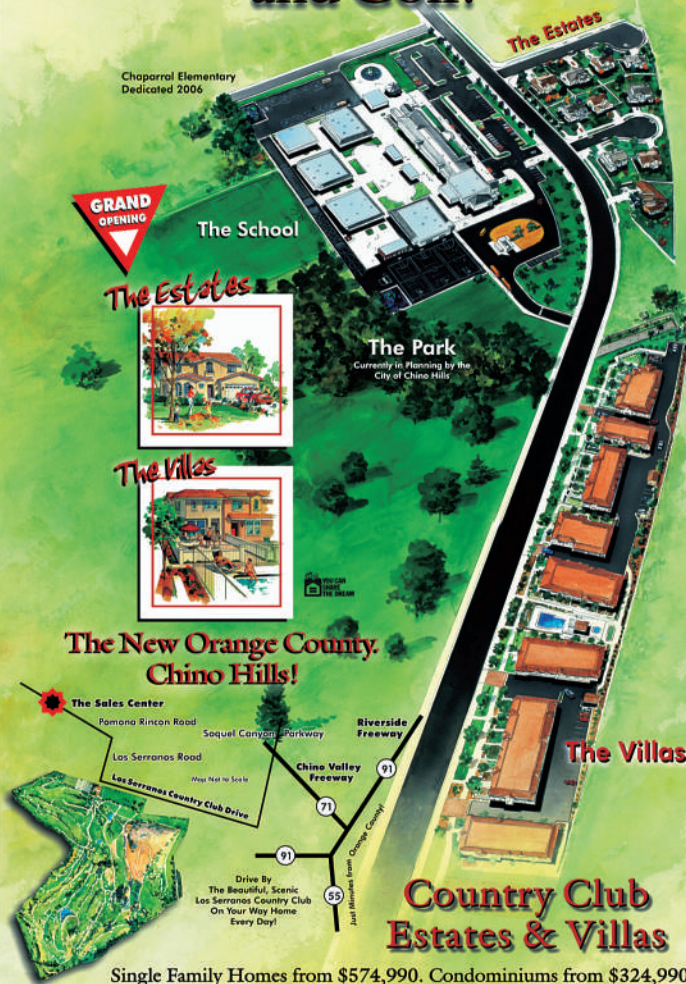 and Golf!
The Estates
Chaparral Elementary
Dedicated 2006
GRAND
OPENING
The School
The Estates
The Park
Currently in Planning by the
City of Chino Hills
The Villas
YOU CAN
SHARE
THE DREAM
The New Orange County.
Chino Hills!
The Sales Center
Pomona Rincon Road
Soquel Canyon Parkway
Riverside
Freeway
Los Serranos Road
Chino Valley
Freeway
91
The Villas
Map Not to Scale
Los Serranos Country Club Drive
71
Just Minutes from Orange County!
91
55
Drive By
The Beautiful, Scenic
Los Serranos Country Club
On Your Way Home
Every Day!
Country Club
Estates & Villas
Single Family Homes from $574,990. Condominiums from $324,990